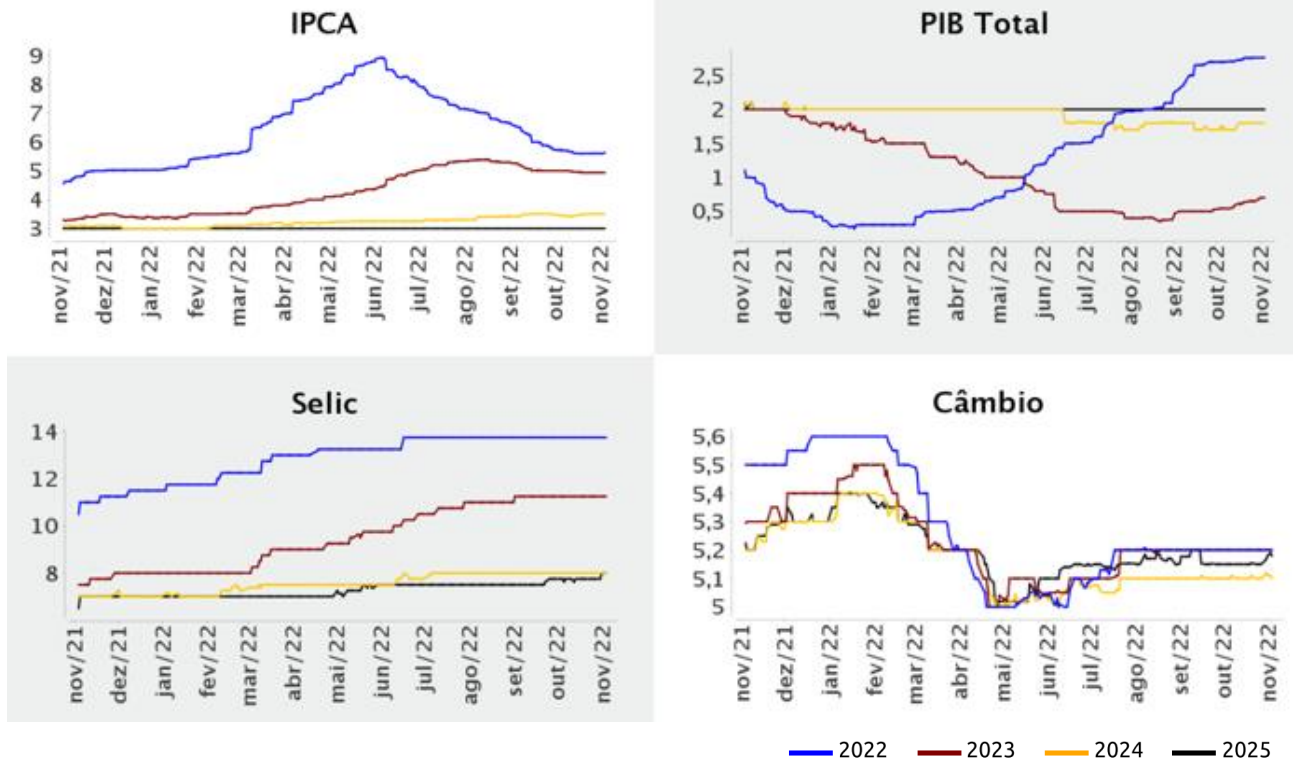 IPCA
9
8
7
6
5
4
3
nov/21
dez/21
jan/22
fev/22
mar/22
abr/22
mai/22
jun/22
jul/22
ago/22
set/22
out/22
nov/22
PIB Total
2,5
2
1,5
1
0,5
nov/21
dez/21
jan/22
fev/22
mar/22
abr/22
mai/22
jun/22
jul/22
ago/22
set/22
out/22
nov/22
Selic
14
12
10
8
nov/21
dez/21
jan/22
fev/22
mar/22
abr/22
mai/22
jun/22
jul/22
ago/22
set/22
out/22
nov/22
Câmbio
5,6
5,5
5,4
5,3
5,2
5,1
5
nov/21
dez/21
jan/22
fev/22
mar/22
abr/22
mai/22
jun/22
jul/22
ago/22
set/22
out/22
nov/22
2022 2023 2024 2025